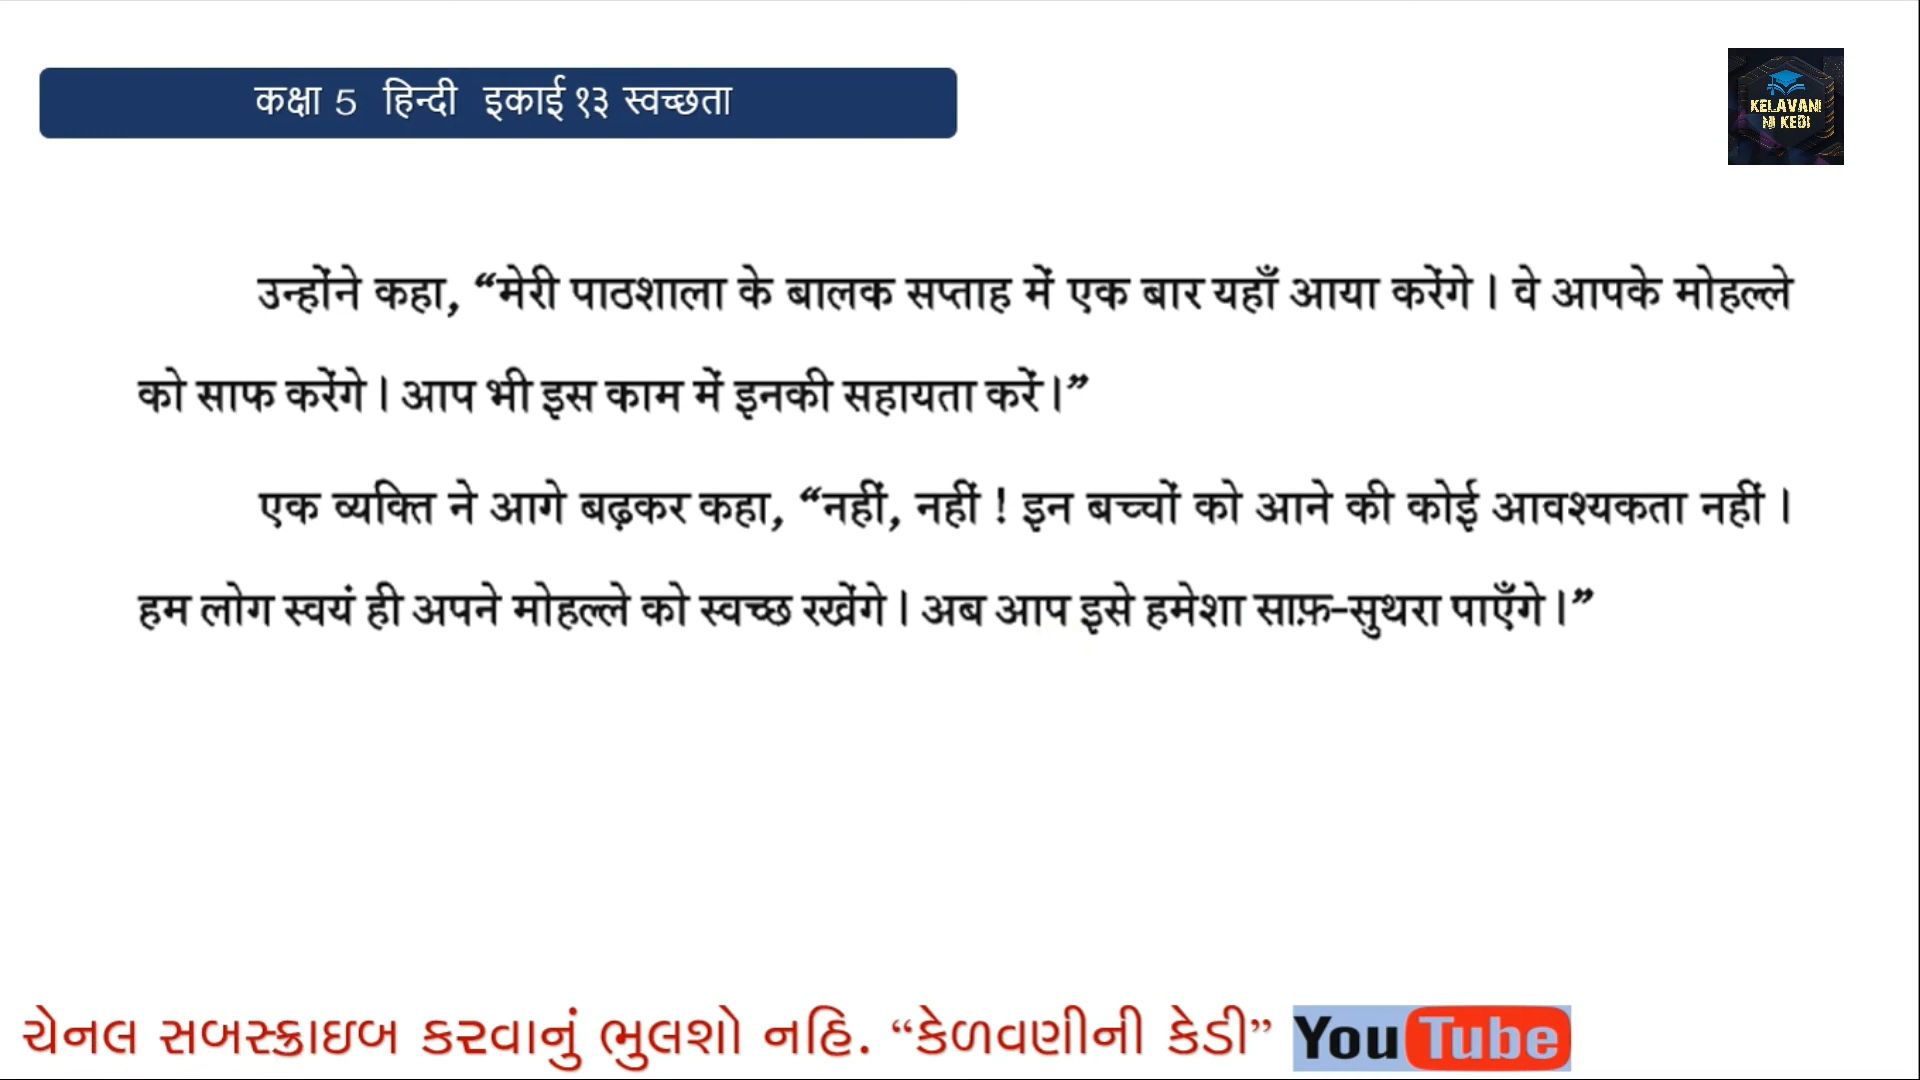 कक्षा 5 हिन्दी इकाई १३ स्वच्छता
KELAVANI
NI KEDI
उन्होंने कहा, “मेरी पाठशाला के बालक सप्ताह में एक बार यहाँ आया करेंगे । वे आपके मोहल्ले
को साफ करेंगे । आप भी इस काम में इनकी सहायता करें ।”
एक व्यक्ति ने आगे बढ़कर कहा, “नहीं, नहीं ! इन बच्चों को आने की कोई आवश्यकता नहीं ।
हम लोग स्वयं ही अपने मोहल्ले को स्वच्छ रखेंगे । अब आप इसे हमेशा साफ़-सुथरा पाएँगे ।”
ચેનલ સબસ્ક્રાઇબ કરવાનું ભુલશો નહિ. “કેળવણીની કેડી” YouTube